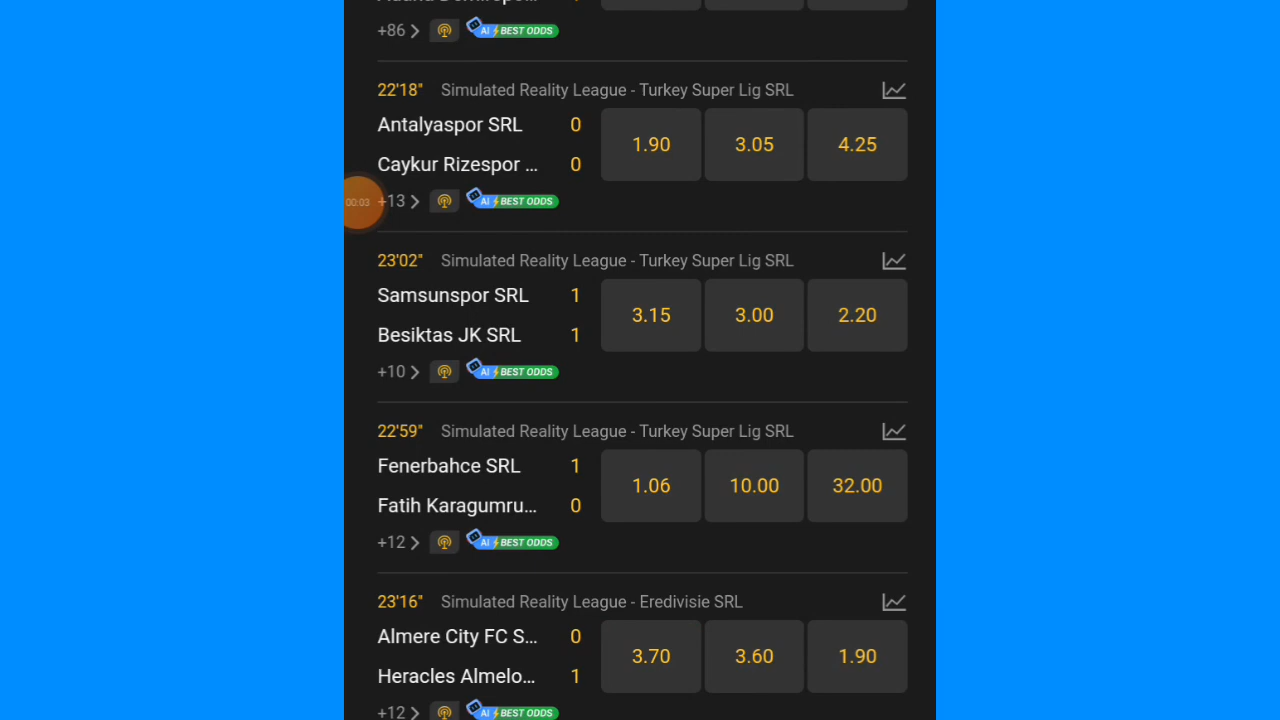 +86
AI BEST ODDS
22'18" Simulated Reality League - Turkey Super Lig SRL
Antalyaspor SRL 0 1.90 3.05 4.25
Caykur Rizespor ... 0
00:03 +13 AI BEST ODDS
23'02" Simulated Reality League - Turkey Super Lig SRL
Samsunspor SRL 1 3.15 3.00 2.20
Besiktas JK SRL 1
+10 AI BEST ODDS
22'59" Simulated Reality League - Turkey Super Lig SRL
Fenerbahce SRL 1 1.06 10.00 32.00
Fatih Karagumru... 0
+12 AI BEST ODDS
23'16" Simulated Reality League - Eredivisie SRL
Almere City FC S... 0 3.70 3.60 1.90
Heracles Almelo... 1
+12 AI BEST ODDS